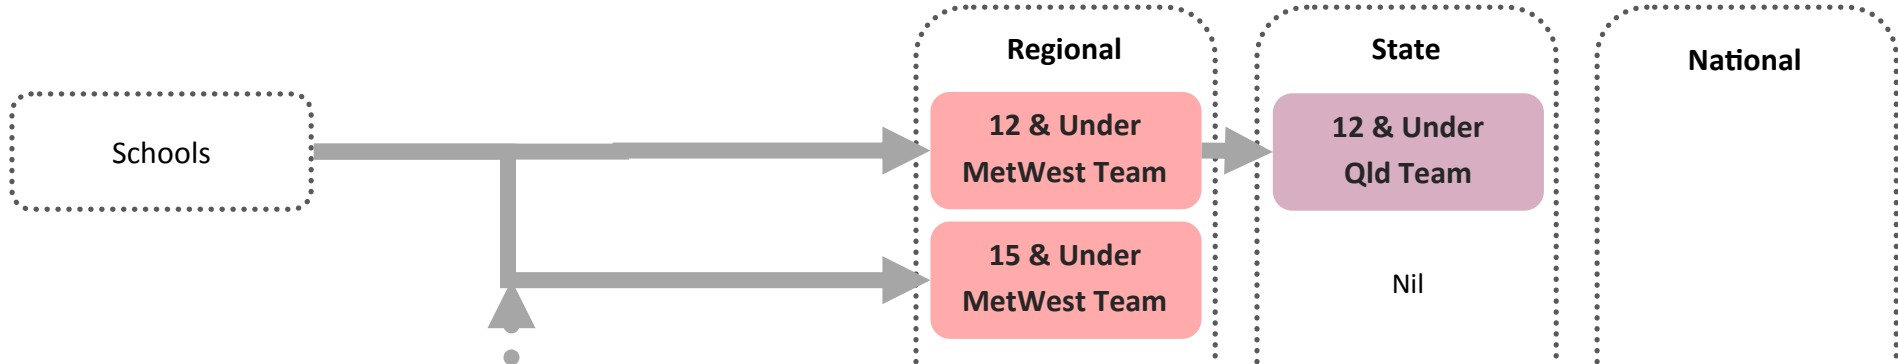 Regional
State
National
Schools
12 & Under
MetWest Team
12 & Under
Qld Team
15 & Under
MetWest Team
Nil